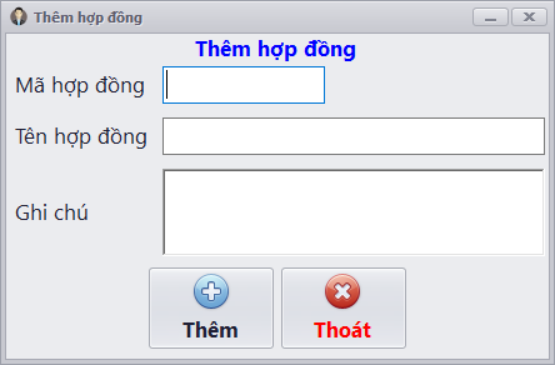 Thêm hợp đồng
Thêm hợp đồng
Mã hợp đồng
Tên hợp đồng
Ghi chú
Thêm Thoát